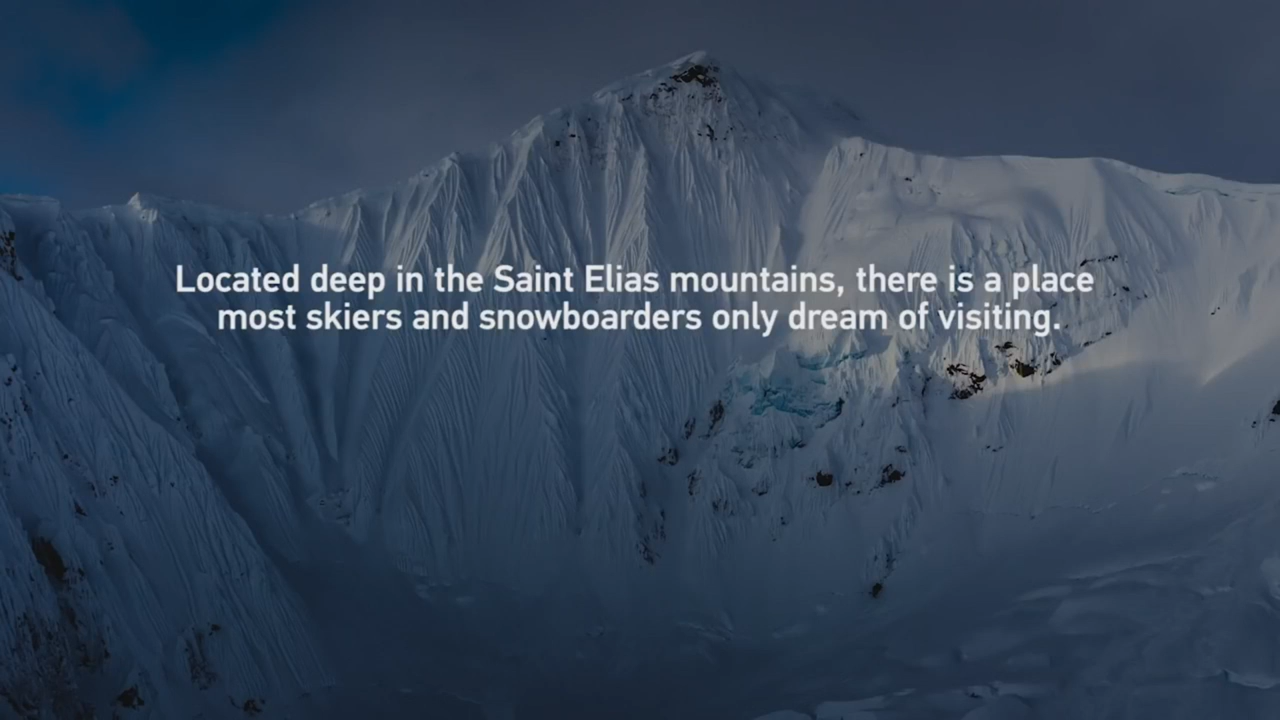 Located deep in the Saint Elias mountains, there is a place
most skiers and snowboarders only dream of visiting.